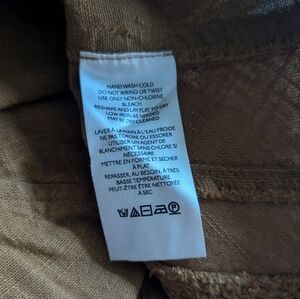 HAND WASH COLD
DO NOT WRING OR TWIST
USE ONLY NON-CHLORINE
BLEACH
RESHAPE AND LAY FLAT TO DRY
LOW IRON AS NEEDED
MAY BE DRY CLEANED
LAVER À LA MAIN À L'EAU FROIDE
NE PAS TORDRE OU ESSORER
UTILISER UN AGENT DE
BLANCHIMENT SANS CHLORE SI
NÉCESSAIRE
METTRE EN FORME ET SÉCHER
À PLAT
REPASSER, AU BESOIN, À TRÈS
BASSE TEMPÉRATURE
PEUT-ÊTRE ÊTRE NETTOYÉE
À SEC